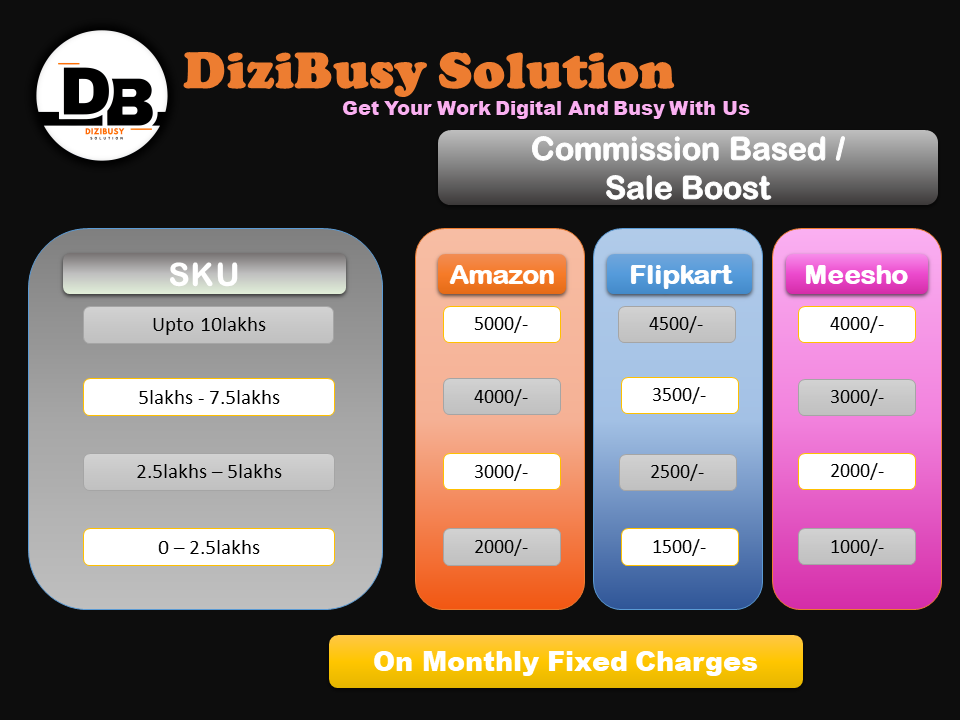 DB
DIZIBUSY
SOLUTION
DiziBusy Solution
Get Your Work Digital And Busy With Us
Commission Based /
Sale Boost
SKU
Amazon
Flipkart
Meesho
Upto 10lakhs
5000/-
4500/-
4000/-
5lakhs - 7.5lakhs
4000/-
3500/-
3000/-
2.5lakhs – 5lakhs
3000/-
2500/-
2000/-
0 – 2.5lakhs
2000/-
1500/-
1000/-
On Monthly Fixed Charges